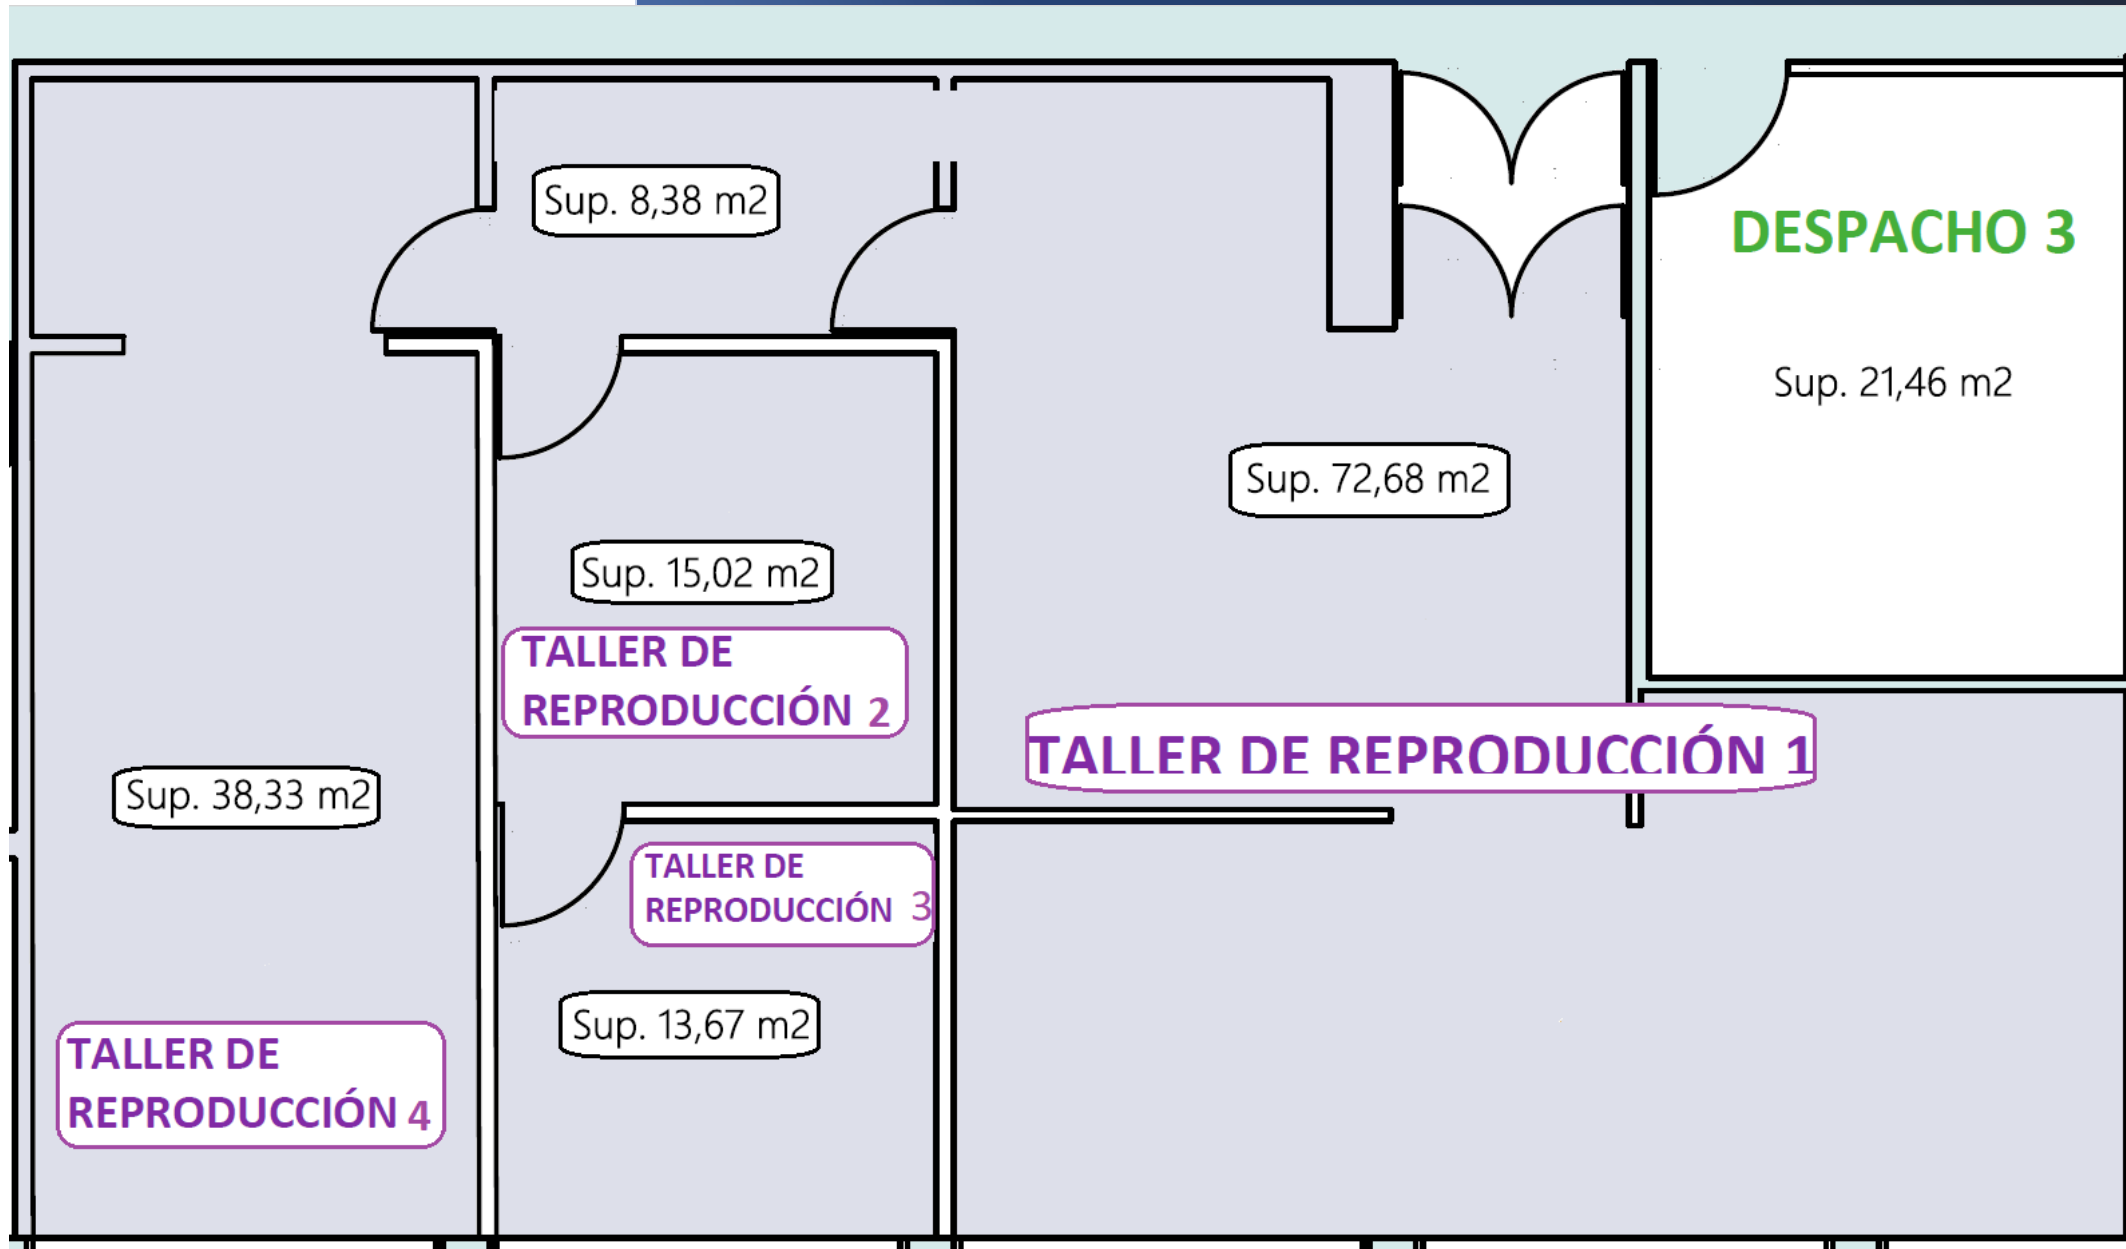 Sup. 8,38 m2
DESPACHO 3
Sup. 21,46 m2
Sup. 72,68 m2
Sup. 15,02 m2
TALLER DE
REPRODUCCIÓN 2
TALLER DE REPRODUCCIÓN 1
Sup. 38,33 m2
TALLER DE
REPRODUCCIÓN 3
Sup. 13,67 m2
TALLER DE
REPRODUCCIÓN 4